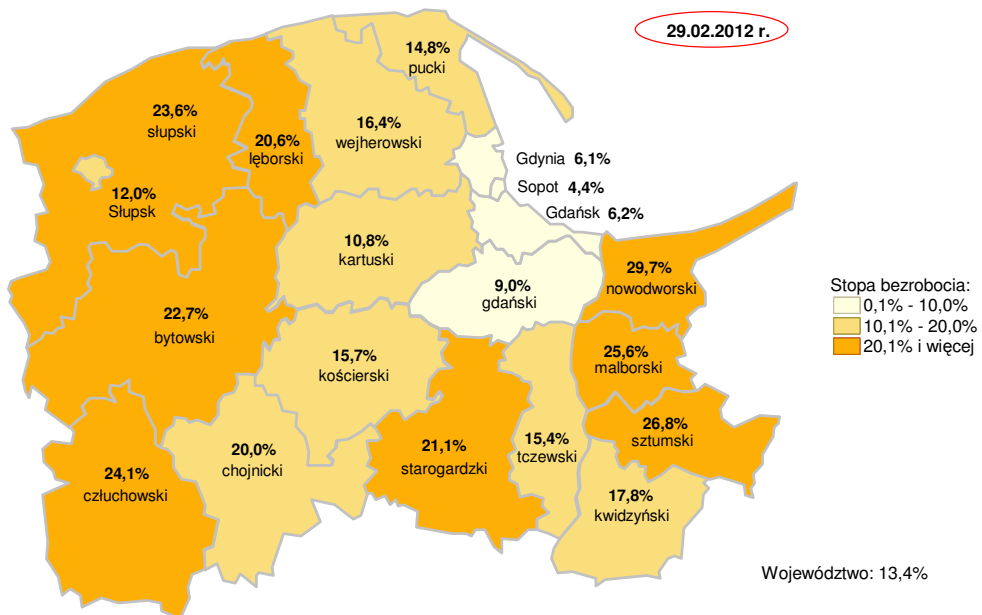 29.02.2012 r.
14,8%
pucki
23,6%
słupski
20,6%
lęborski
16,4%
wejherowski
Gdynia 6,1%
Sopot 4,4%
Gdańsk 6,2%
12,0%
Słupsk
10,8%
kartuski
9,0%
gdański
29,7%
nowodworski
Stopa bezrobocia:
0,1% - 10,0%
10,1% - 20,0%
20,1% i więcej
22,7%
bytowski
15,7%
kościerski
25,6%
malborski
24,1%
człuchowski
20,0%
chojnicki
21,1%
starogardzki
15,4%
tczewski
26,8%
sztumski
17,8%
kwidzyński
Województwo: 13,4%